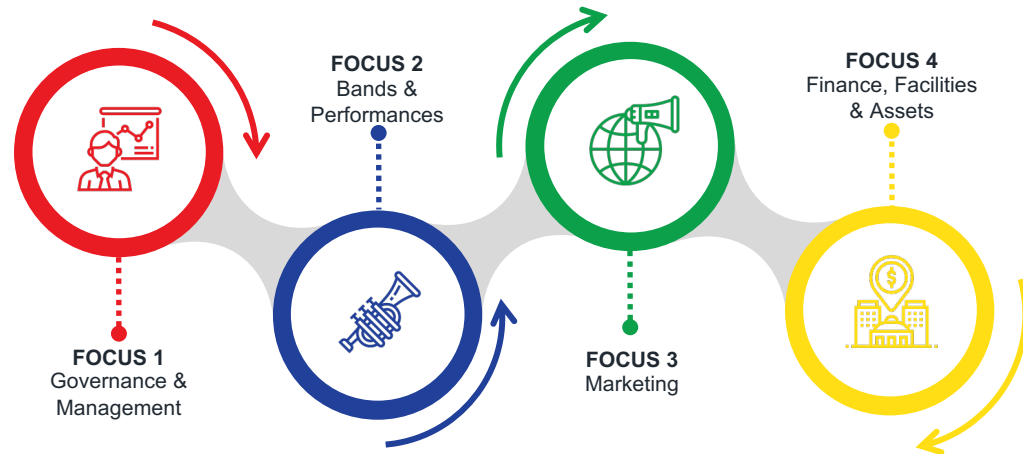 FOCUS 1
Governance &
Management
FOCUS 2
Bands &
Performances
FOCUS 3
Marketing
FOCUS 4
Finance, Facilities
& Assets
$